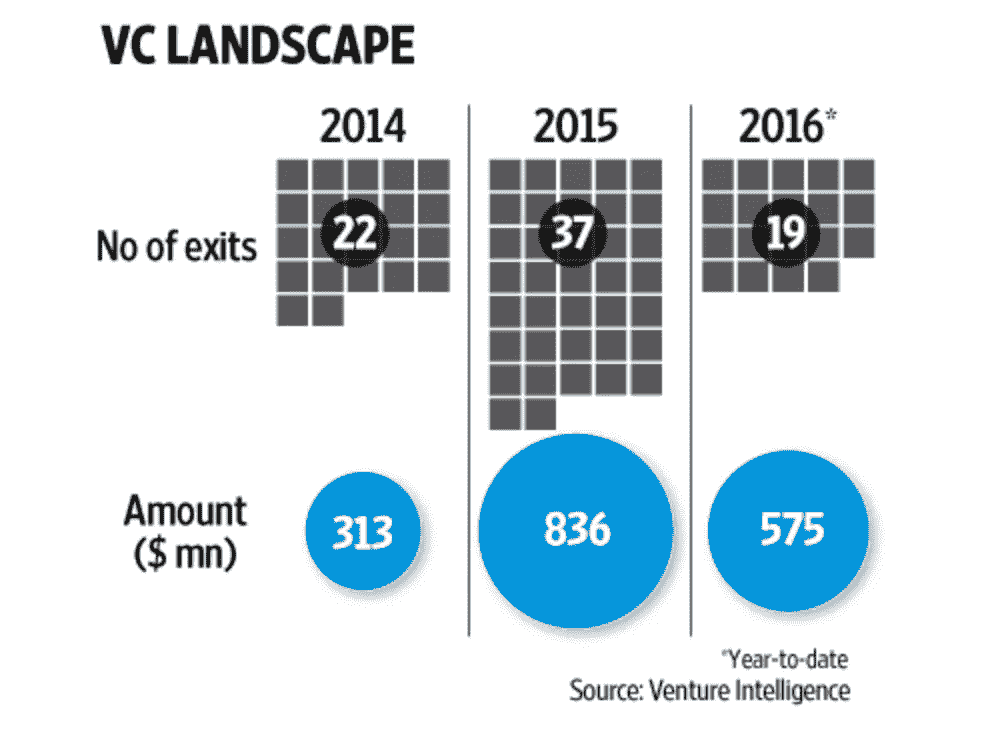 VC LANDSCAPE
2014 2015 2016*
No of exits 22 37 19
Amount
($ mn) 313 836 575
*Year-to-date
Source: Venture Intelligence